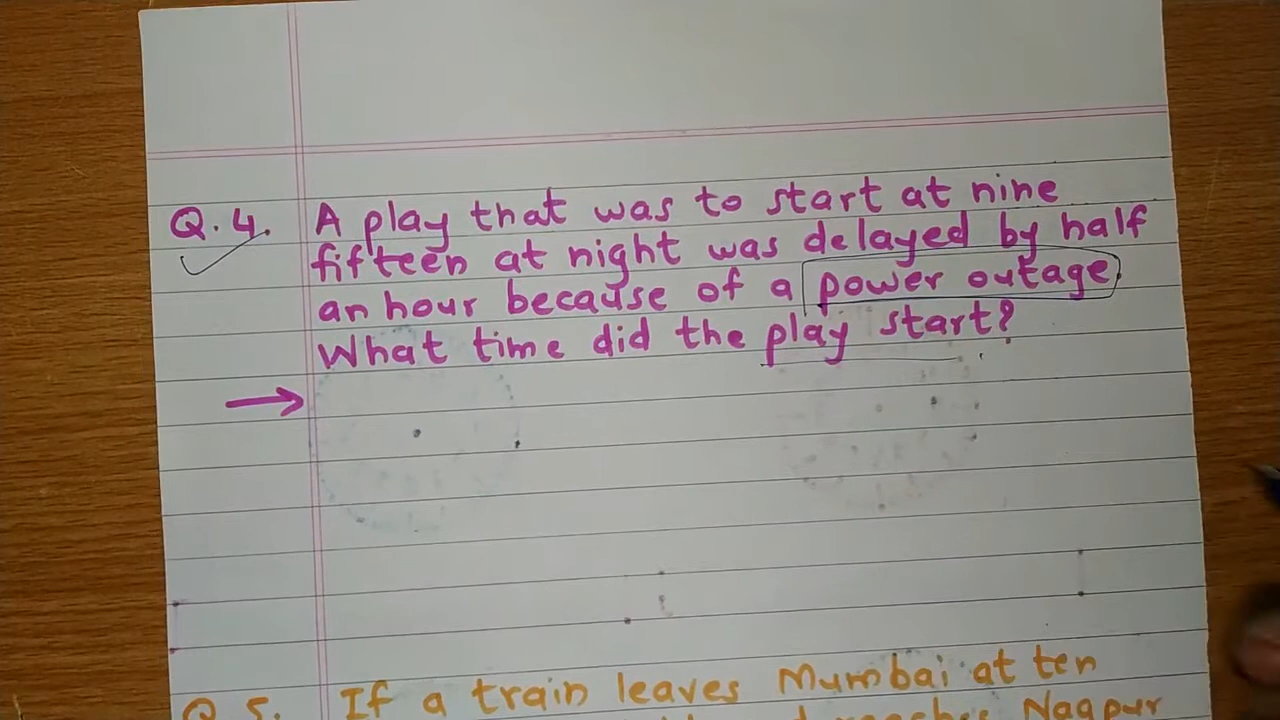 Q.4. A play that was to start at nine
fifteen at night was delayed by half
an hour because of a power outage.
What time did the play start?
→
Q 5. If a train leaves Mumbai at ten
Nagpur